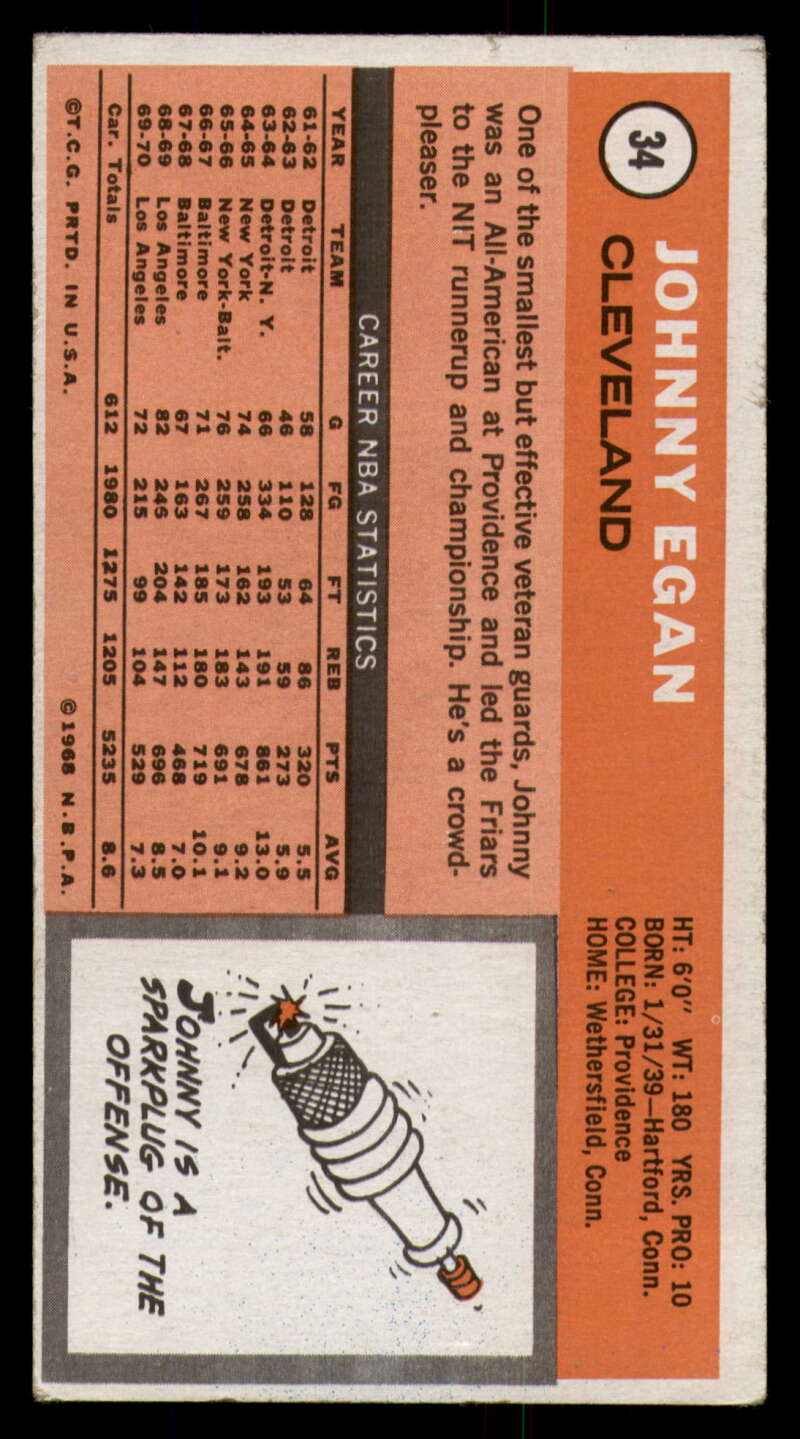 34
JOHNNY EGAN
CLEVELAND
HT: 6'0" WT: 180 YRS. PRO: 10
BORN: 1/31/39—Hartford, Conn.
COLLEGE: Providence
HOME: Wethersfield, Conn.
One of the smallest but effective veteran guards, Johnny
was an All-American at Providence and led the Friars
to the NIT runnerup and championship. He's a crowd-
pleaser.
CAREER NBA STATISTICS
YEAR TEAM G FG FT REB PTS AVG
61-62 Detroit 58 128 64 86 320 5.5
62-63 Detroit 46 110 53 59 273 5.9
63-64 Detroit-N. Y. 66 334 193 191 861 13.0
64-65 New York 74 258 162 143 678 9.2
65-66 New York-Balt. 76 259 173 183 691 9.1
66-67 Baltimore 71 267 185 180 719 10.1
67-68 Baltimore 67 163 142 112 468 7.0
68-69 Los Angeles 82 246 204 147 696 8.5
69-70 Los Angeles 72 215 99 104 529 7.3
Car. Totals 612 1980 1275 1205 5235 8.6
©T.C.G. PRTD. IN U.S.A. ©1968 N.B.P.A.
JOHNNY IS A
SPARKPLUG OF THE
OFFENSE.